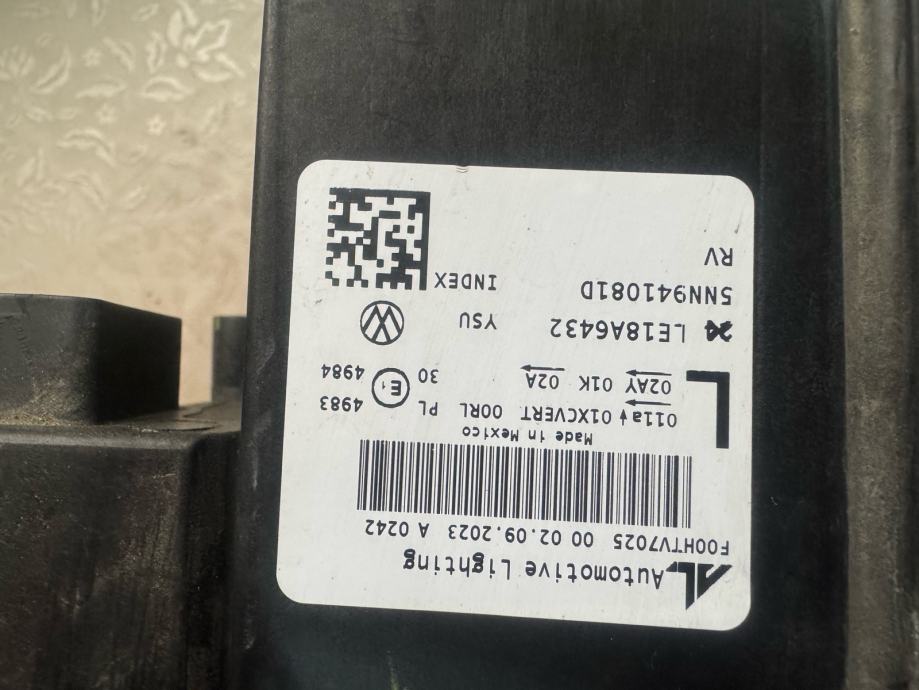 AL Automotive Lighting
F00HTV7025 00 02.09.2023 A 0242
Made in Mexico
L
011a 01XCVERT 00RL PL 4983
02AY 01K 02A 30 E1 4984
LE18A6432 YSU
5NN941081D INDEX
RV